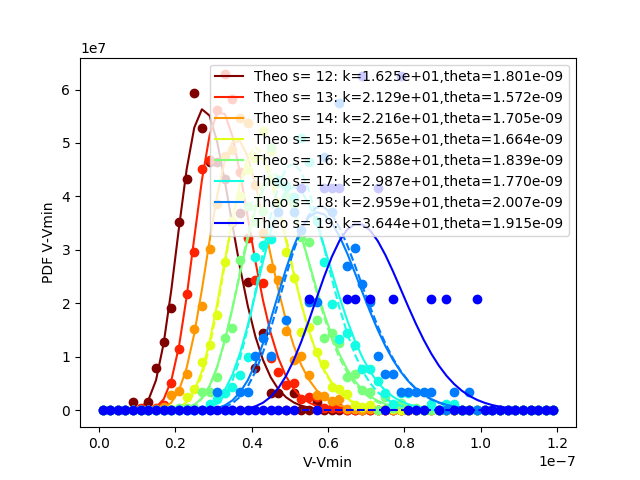 1e7
Theo s= 12: k=1.625e+01,theta=1.801e-09
Theo s= 13: k=2.129e+01,theta=1.572e-09
Theo s= 14: k=2.216e+01,theta=1.705e-09
Theo s= 15: k=2.565e+01,theta=1.664e-09
Theo s= 16: k=2.588e+01,theta=1.839e-09
Theo s= 17: k=2.987e+01,theta=1.770e-09
Theo s= 18: k=2.959e+01,theta=2.007e-09
Theo s= 19: k=3.644e+01,theta=1.915e-09
6
5
4
3
2
1
0
PDF V-Vmin
0.0 0.2 0.4 0.6 0.8 1.0 1.2
V-Vmin
1e−7